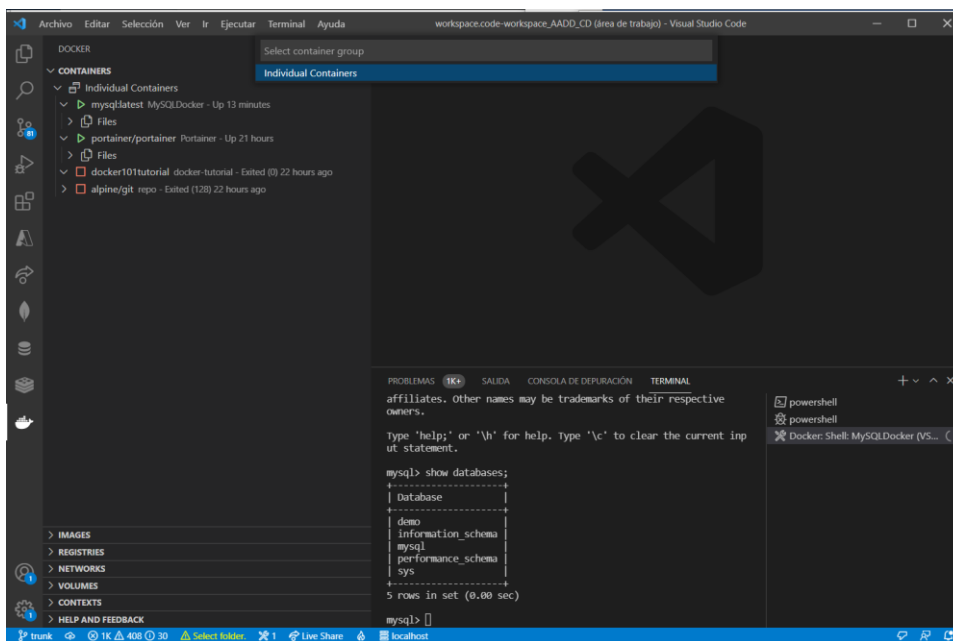 Archivo Editar Selección Ver Ir Ejecutar Terminal Ayuda
workspace.code-workspace_AADD_CD (área de trabajo) - Visual Studio Code
Select container group
Individual Containers
DOCKER
CONTAINERS
Individual Containers
mysql:latest MySQLDocker - Up 13 minutes
Files
portainer/portainer Portainer - Up 21 hours
Files
docker101tutorial docker-tutorial - Exited (0) 22 hours ago
alpine/git repo - Exited (128) 22 hours ago
81
IMAGES
REGISTRIES
NETWORKS
VOLUMES
CONTEXTS
HELP AND FEEDBACK
1
1
PROBLEMAS 1K+ SALIDA CONSOLA DE DEPURACIÓN TERMINAL
affiliates. Other names may be trademarks of their respective
owners.
Type 'help;' or '\h' for help. Type '\c' to clear the current inp
ut statement.
mysql> show databases;
+--------------------+
| Database           |
+--------------------+
| demo               |
| information_schema |
| mysql              |
| performance_schema |
| sys                |
+--------------------+
5 rows in set (0.00 sec)
mysql>
powershell
powershell
Docker: Shell: MySQLDocker (VS...
trunk 1K 408 30 Select folder. 1 Live Share localhost